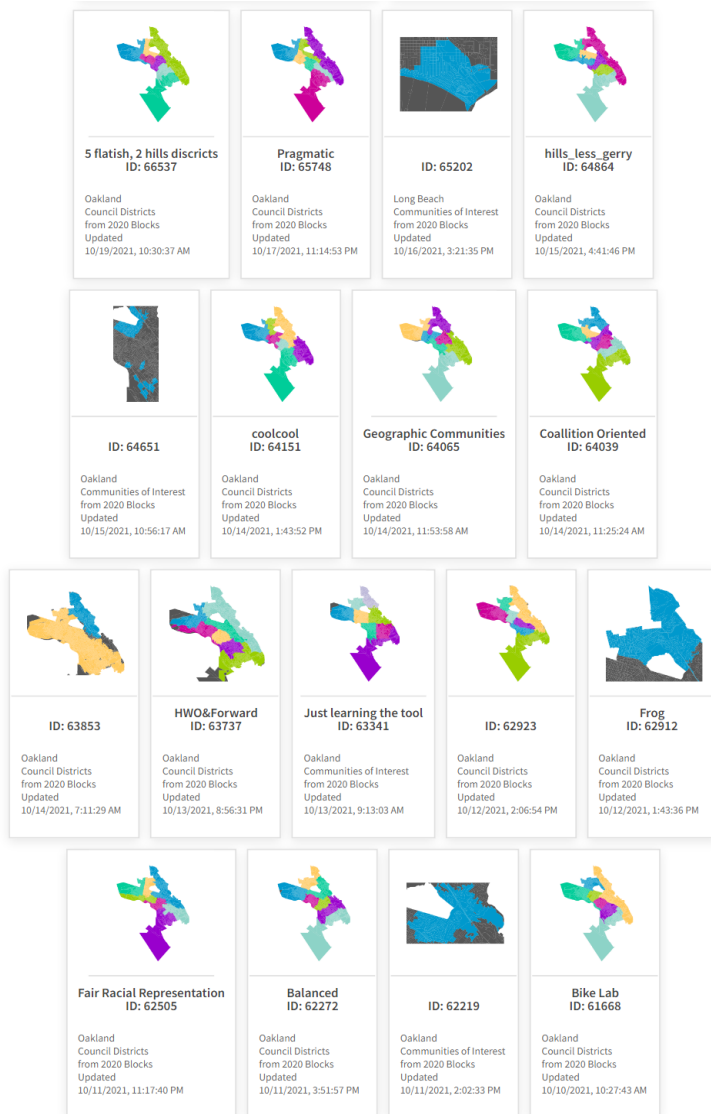 5 flatish, 2 hills discricts
ID: 66537
Oakland
Council Districts
from 2020 Blocks
Updated
10/19/2021, 10:30:37 AM
Pragmatic
ID: 65748
Oakland
Council Districts
from 2020 Blocks
Updated
10/17/2021, 11:14:53 PM
ID: 65202
Long Beach
Communities of Interest
from 2020 Blocks
Updated
10/16/2021, 3:21:35 PM
hills_less_gerry
ID: 64864
Oakland
Council Districts
from 2020 Blocks
Updated
10/15/2021, 4:41:46 PM
ID: 64651
Oakland
Communities of Interest
from 2020 Blocks
Updated
10/15/2021, 10:56:17 AM
coolcool
ID: 64151
Oakland
Council Districts
from 2020 Blocks
Updated
10/14/2021, 1:43:52 PM
Geographic Communities
ID: 64065
Oakland
Council Districts
from 2020 Blocks
Updated
10/14/2021, 11:53:58 AM
Coallition Oriented
ID: 64039
Oakland
Council Districts
from 2020 Blocks
Updated
10/14/2021, 11:25:24 AM
ID: 63853
Oakland
Council Districts
from 2020 Blocks
Updated
10/14/2021, 7:11:29 AM
HWO&Forward
ID: 63737
Oakland
Council Districts
from 2020 Blocks
Updated
10/13/2021, 8:56:31 PM
Just learning the tool
ID: 63341
Oakland
Communities of Interest
from 2020 Blocks
Updated
10/13/2021, 9:13:03 AM
ID: 62923
Oakland
Council Districts
from 2020 Blocks
Updated
10/12/2021, 2:06:54 PM
Frog
ID: 62912
Oakland
Council Districts
from 2020 Blocks
Updated
10/12/2021, 1:43:36 PM
Fair Racial Representation
ID: 62505
Oakland
Council Districts
from 2020 Blocks
Updated
10/11/2021, 11:17:40 PM
Balanced
ID: 62272
Oakland
Council Districts
from 2020 Blocks
Updated
10/11/2021, 3:51:57 PM
ID: 62219
Oakland
Communities of Interest
from 2020 Blocks
Updated
10/11/2021, 2:02:33 PM
Bike Lab
ID: 61668
Oakland
Council Districts
from 2020 Blocks
Updated
10/10/2021, 10:27:43 AM